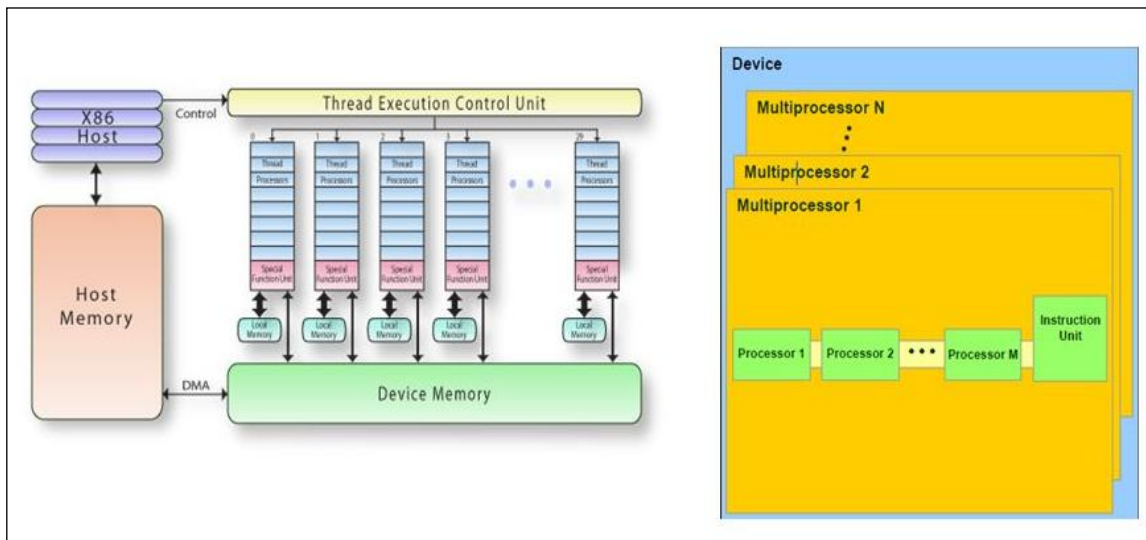 X86
Host
Control
Thread Execution Control Unit
0
1
2
3
29
Thread
Processors
Thread
Processors
Thread
Processors
Thread
Processors
Thread
Processors
Special
Function Unit
Special
Function Unit
Special
Function Unit
Special
Function Unit
Special
Function Unit
Local
Memory
Local
Memory
Local
Memory
Local
Memory
Local
Memory
Host
Memory
DMA
Device Memory
Device
Multiprocessor N
Multiprocessor 2
Multiprocessor 1
Processor 1
Processor 2
Processor M
Instruction
Unit